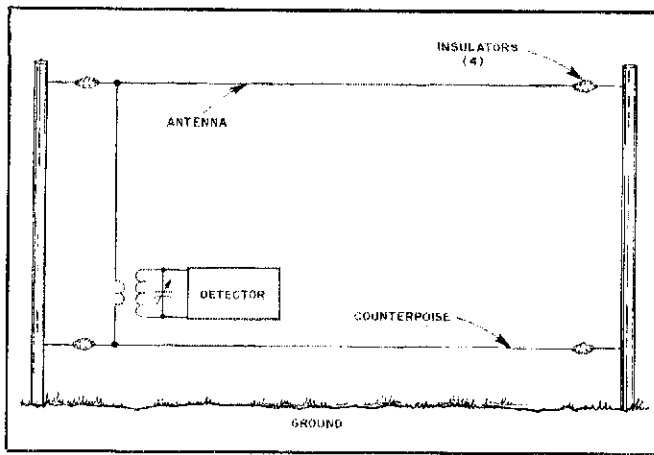 INSULATORS
(4)
ANTENNA
DETECTOR
COUNTERPOISE
GROUND